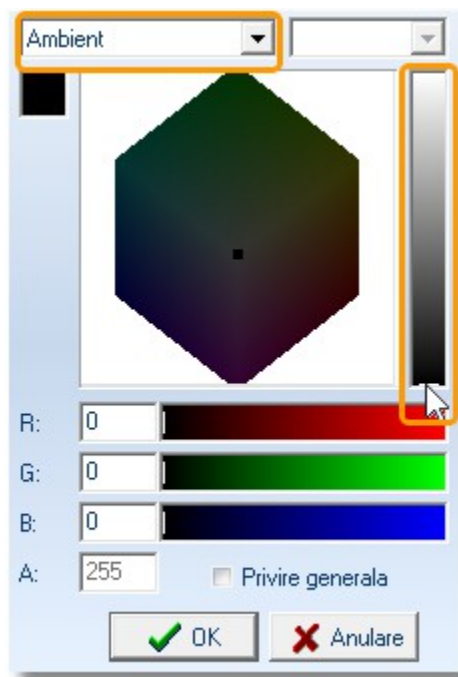 Ambient
R: 0
G: 0
B: 0
A: 255 Privire generala
OK Anulare